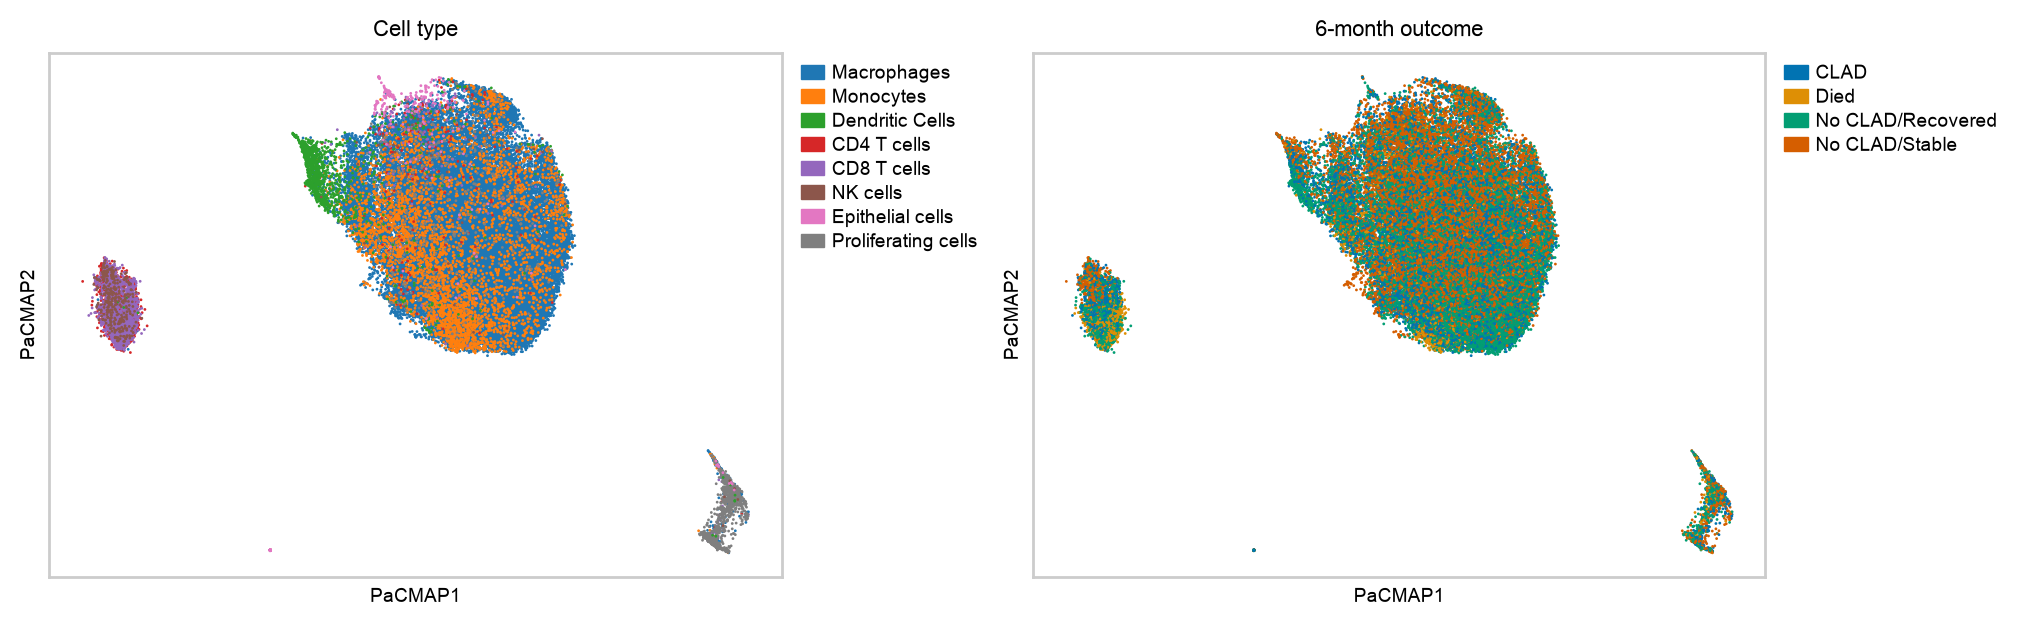 Cell type
Macrophages
Monocytes
Dendritic Cells
CD4 T cells
CD8 T cells
NK cells
Epithelial cells
Proliferating cells
PaCMAP2
PaCMAP1
6-month outcome
CLAD
Died
No CLAD/Recovered
No CLAD/Stable
PaCMAP2
PaCMAP1